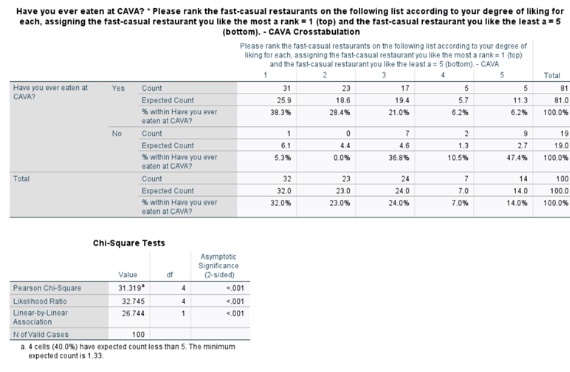 Have you ever eaten at CAVA? * Please rank the fast-casual restaurants on the following list according to your degree of liking for
each, assigning the fast-casual restaurant you like the most a rank = 1 (top) and the fast-casual restaurant you like the least a = 5
(bottom). - CAVA Crosstabulation
Please rank the fast-casual restaurants on the following list according to your degree of
liking for each, assigning the fast-casual restaurant you like the most a rank = 1 (top)
and the fast-casual restaurant you like the least a = 5 (bottom). - CAVA
1 2 3 4 5 Total
Have you ever eaten at CAVA? Yes Count 31 23 17 5 5 81
Expected Count 25.9 18.6 19.4 5.7 11.3 81.0
% within Have you ever eaten at CAVA? 38.3% 28.4% 21.0% 6.2% 6.2% 100.0%
No Count 1 0 7 2 9 19
Expected Count 6.1 4.4 4.6 1.3 2.7 19.0
% within Have you ever eaten at CAVA? 5.3% 0.0% 36.8% 10.5% 47.4% 100.0%
Total Count 32 23 24 7 14 100
Expected Count 32.0 23.0 24.0 7.0 14.0 100.0
% within Have you ever eaten at CAVA? 32.0% 23.0% 24.0% 7.0% 14.0% 100.0%
Chi-Square Tests
Value df Asymptotic Significance (2-sided)
Pearson Chi-Square 31.319a 4 <.001
Likelihood Ratio 32.745 4 <.001
Linear-by-Linear Association 26.744 1 <.001
N of Valid Cases 100
a. 4 cells (40.0%) have expected count less than 5. The minimum
expected count is 1.33.